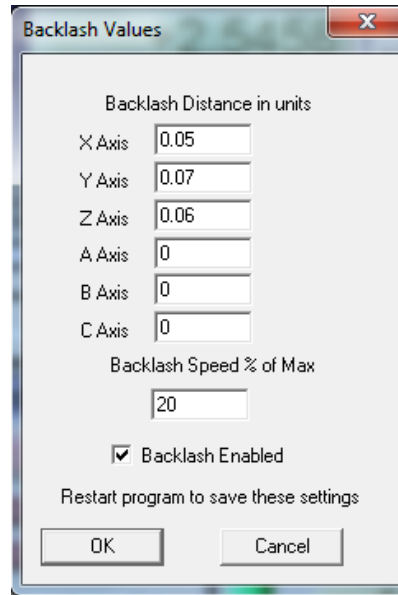 Backlash Values
Backlash Distance in units
X Axis 0.05
Y Axis 0.07
Z Axis 0.06
A Axis 0
B Axis 0
C Axis 0
Backlash Speed % of Max
20
Backlash Enabled
Restart program to save these settings
OK Cancel